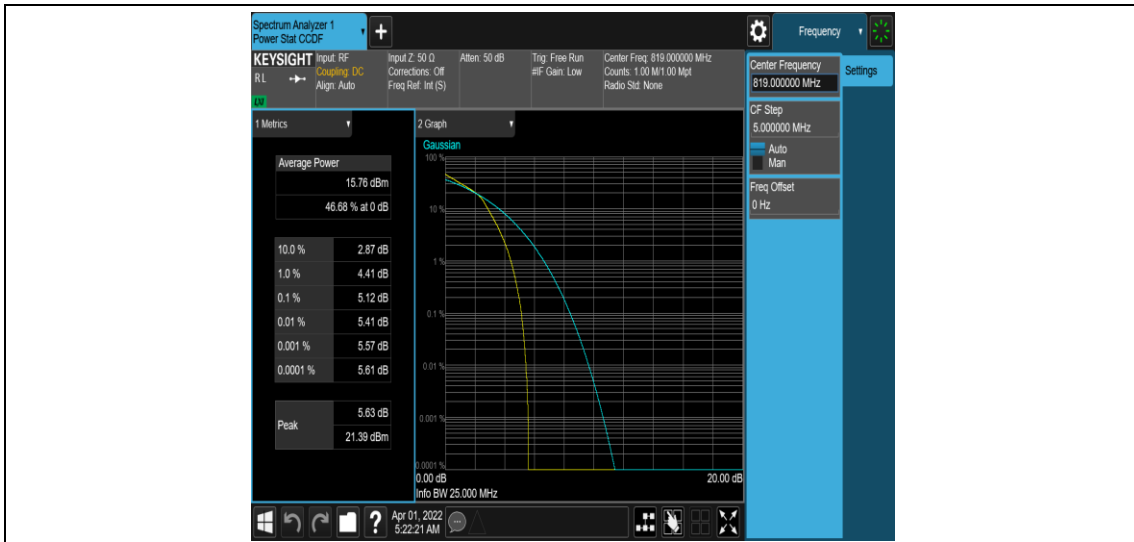 Spectrum Analyzer 1
Power Stat CCDF
+
Frequency
KEYSIGHT
RL
LXI
Input: RF
Coupling: DC
Align: Auto
Input Z: 50 Ω
Corrections: Off
Freq Ref: Int (S)
Atten: 50 dB
Trig: Free Run
#IF Gain: Low
Center Freq: 819.000000 MHz
Counts: 1.00 M/1.00 Mpt
Radio Std: None
Center Frequency
819.000000 MHz
Settings
CF Step
5.000000 MHz
Auto
Man
Freq Offset
0 Hz
1 Metrics
Average Power
15.76 dBm
46.68 % at 0 dB
10.0 % 2.87 dB
1.0 % 4.41 dB
0.1 % 5.12 dB
0.01 % 5.41 dB
0.001 % 5.57 dB
0.0001 % 5.61 dB
Peak
5.63 dB
21.39 dBm
2 Graph
Gaussian
100 %
10 %
1 %
0.1 %
0.01 %
0.001 %
0.0001 %
0.00 dB 20.00 dB
Info BW 25.000 MHz
?
Apr 01, 2022
5:22:21 AM